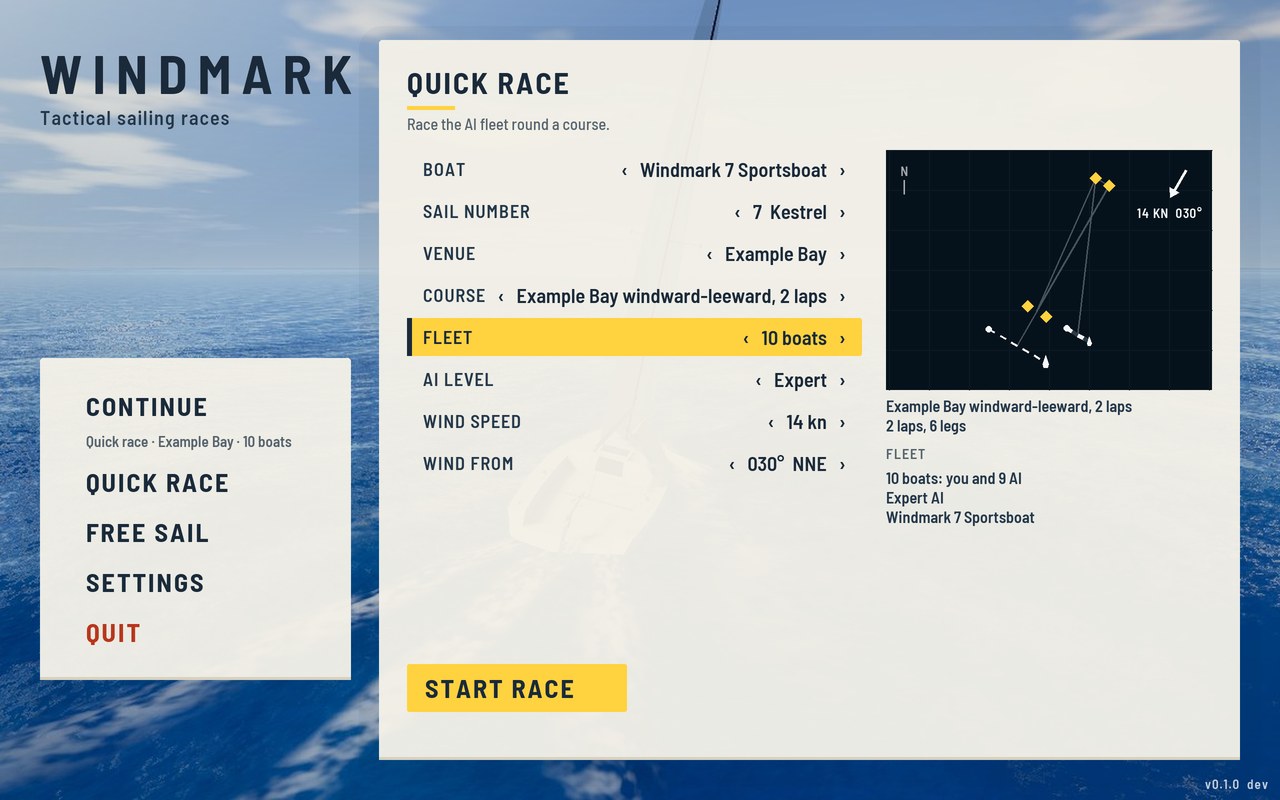 WINDMARK
Tactical sailing races
CONTINUE
Quick race · Example Bay · 10 boats
QUICK RACE
FREE SAIL
SETTINGS
QUIT
QUICK RACE
Race the AI fleet round a course.
BOAT ‹ Windmark 7 Sportsboat ›
SAIL NUMBER ‹ 7 Kestrel ›
VENUE ‹ Example Bay ›
COURSE ‹ Example Bay windward-leeward, 2 laps ›
FLEET ‹ 10 boats ›
AI LEVEL ‹ Expert ›
WIND SPEED ‹ 14 kn ›
WIND FROM ‹ 030° NNE ›
START RACE
N
14 KN 030°
Example Bay windward-leeward, 2 laps
2 laps, 6 legs
FLEET
10 boats: you and 9 AI
Expert AI
Windmark 7 Sportsboat
v0.1.0 dev